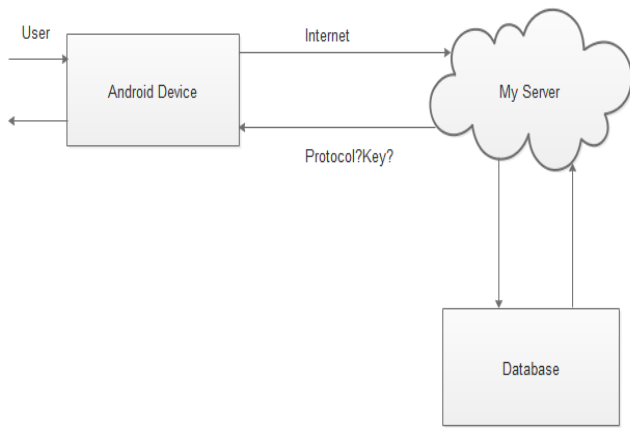 User
Internet
Android Device
My Server
Protocol?Key?
Database